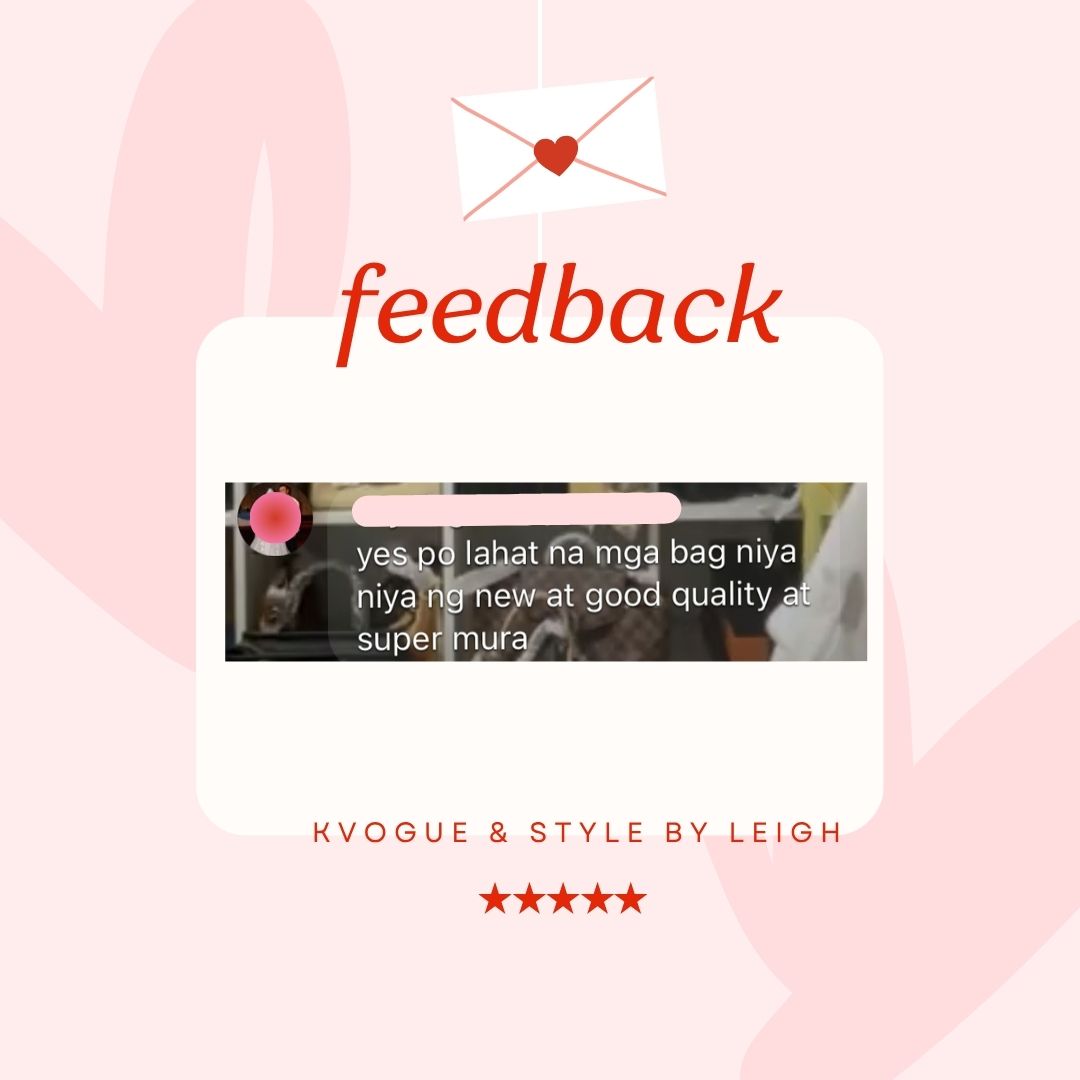 feedback
yes po lahat na mga bag niya
niya ng new at good quality at
super mura
KVOGUE & STYLE BY LEIGH